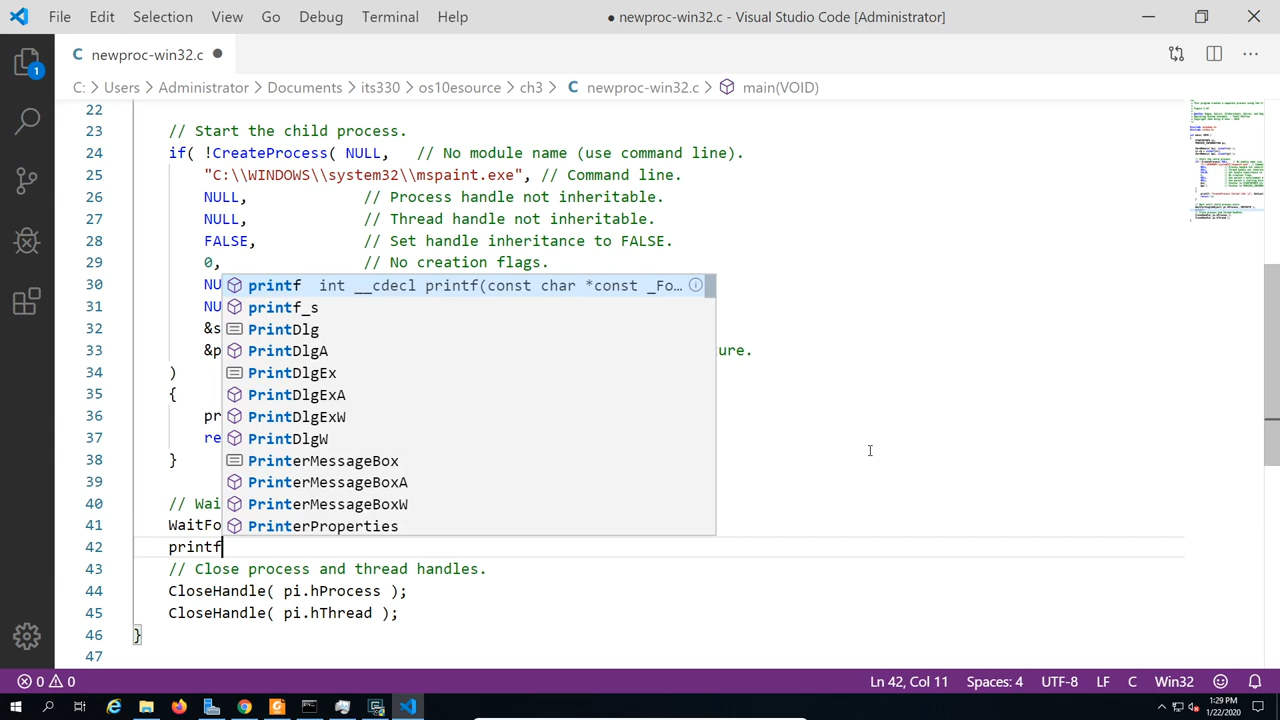 File Edit Selection View Go Debug Terminal Help ● newproc-win32.c - Visual Studio Code [Administrator]
C newproc-win32.c ●
C: > Users > Administrator > Documents > its330 > os10esource > ch3 > C newproc-win32.c > main(VOID)
1
22
23 // Start the child process.
24 if( !CreateProcess( NULL, // No module name (use command line).
25 "C:\\WINDOWS\\system32\\mspaint.exe", // Command line.
26 NULL, // Process handle not inheritable.
27 NULL, // Thread handle not inheritable.
28 FALSE, // Set handle inheritance to FALSE.
29 0, // No creation flags.
30 NU
31 NU
32 &s
33 &p ure.
34 )
35 {
36 pr
37 re
38 }
39
40 // Wai
41 WaitFo
42 printf
43 // Close process and thread handles.
44 CloseHandle( pi.hProcess );
45 CloseHandle( pi.hThread );
46 }
47
printf int __cdecl printf(const char *const _Fo…
printf_s
PrintDlg
PrintDlgA
PrintDlgEx
PrintDlgExA
PrintDlgExW
PrintDlgW
PrinterMessageBox
PrinterMessageBoxA
PrinterMessageBoxW
PrinterProperties
0 0 Ln 42, Col 11 Spaces: 4 UTF-8 LF C Win32
1:29 PM
1/22/2020